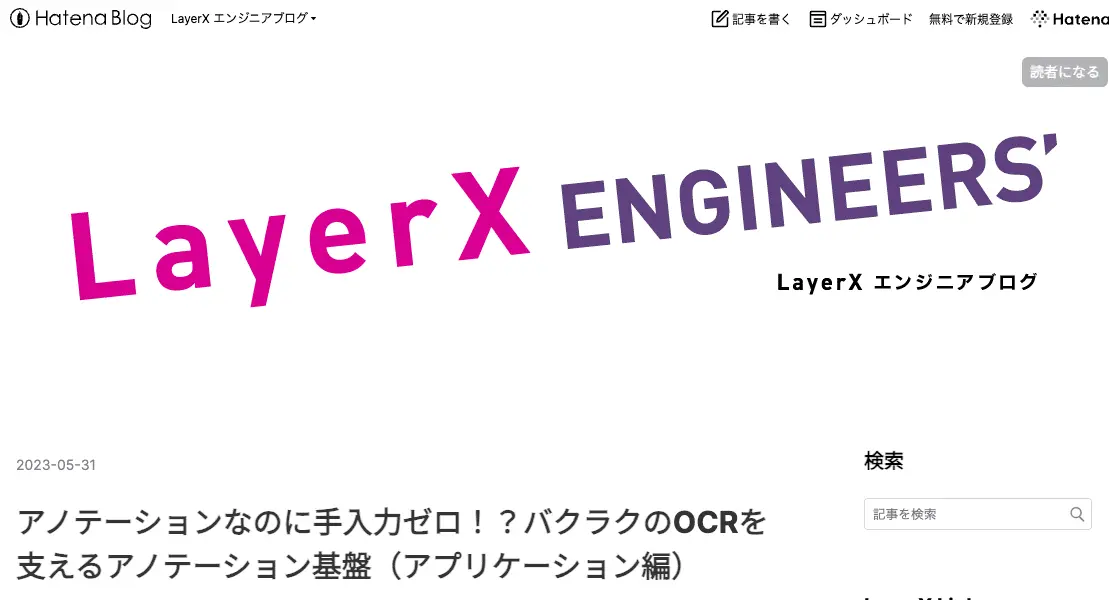 Hatena Blog LayerX エンジニアブログ 記事を書く ダッシュボード 無料で新規登録 Hatena
読者になる
LayerX ENGINEERS'
LayerX エンジニアブログ
2023-05-31
アノテーションなのに手入力ゼロ！？バクラクのOCRを
支えるアノテーション基盤（アプリケーション編）
検索
記事を検索